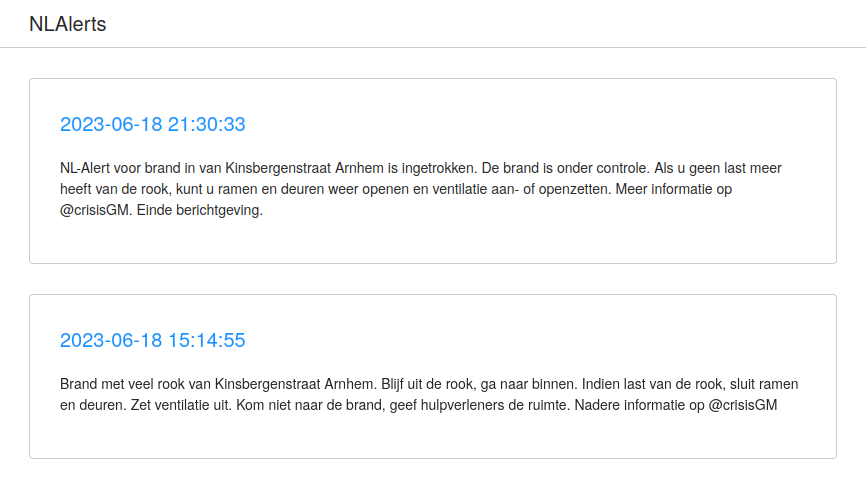 NLAlerts
2023-06-18 21:30:33
NL-Alert voor brand in van Kinsbergenstraat Arnhem is ingetrokken. De brand is onder controle. Als u geen last meer
heeft van de rook, kunt u ramen en deuren weer openen en ventilatie aan- of openzetten. Meer informatie op
@crisisGM. Einde berichtgeving.
2023-06-18 15:14:55
Brand met veel rook van Kinsbergenstraat Arnhem. Blijf uit de rook, ga naar binnen. Indien last van de rook, sluit ramen
en deuren. Zet ventilatie uit. Kom niet naar de brand, geef hulpverleners de ruimte. Nadere informatie op @crisisGM